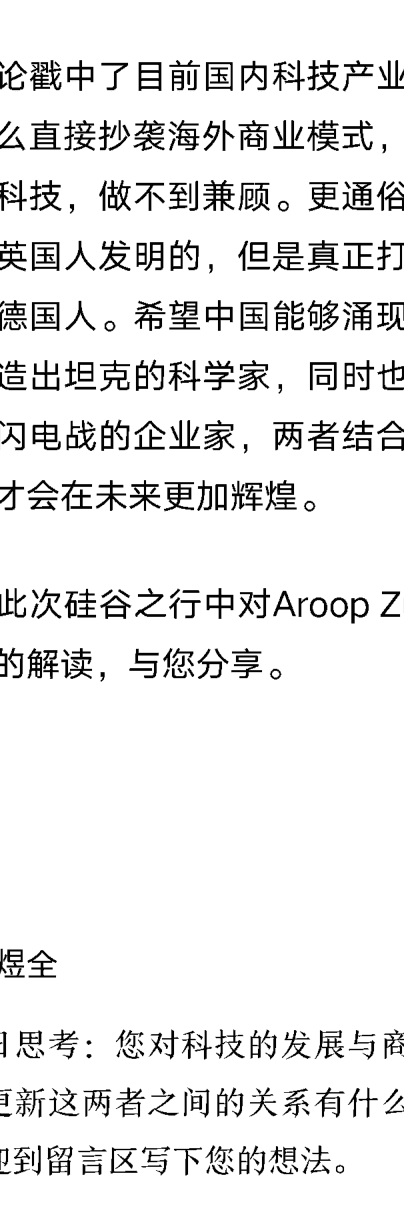 论戳中了目前国内科技产业
么直接抄袭海外商业模式，
科技，做不到兼顾。更通俗
英国人发明的，但是真正打
德国人。希望中国能够涌现
造出坦克的科学家，同时也
闪电战的企业家，两者结合
才会在未来更加辉煌。
此次硅谷之行中对Aroop Z
的解读，与您分享。
煜全
日思考：您对科技的发展与商
更新这两者之间的关系有什么
迎到留言区写下您的想法。